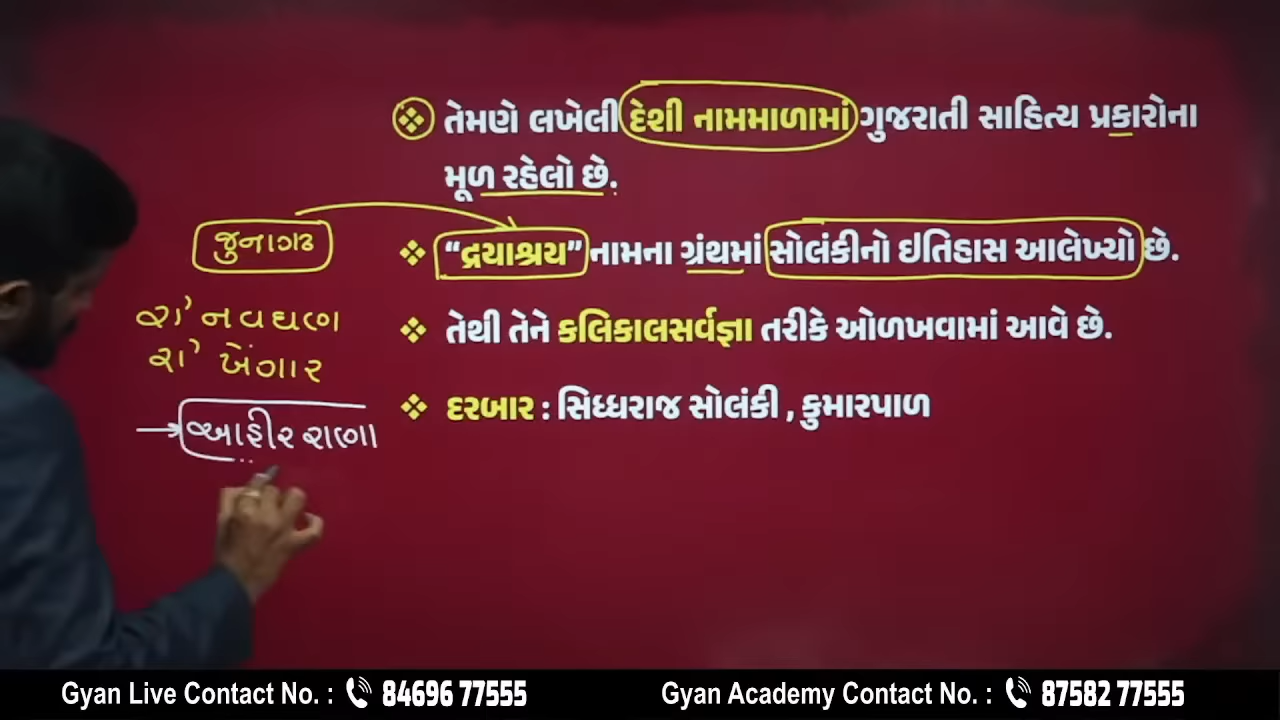 ❖ તેમણે લખેલી દેશી નામમાળામાં ગુજરાતી સાહિત્ય પ્રકારોના
મૂળ રહેલો છે.
જુનાગઢ
❖ “દ્રયાશ્રય” નામના ગ્રંથમાં સોલંકીનો ઈતિહાસ આલેખ્યો છે.
રા' નવઘણ
❖ તેથી તેને કલિકાલસર્વજ્ઞા તરીકે ઓળખવામાં આવે છે.
રા' ખેંગાર
❖ દરબાર : સિધ્ધરાજ સોલંકી , કુમારપાળ
→ આહીર રાણા
Gyan Live Contact No. : 84696 77555
Gyan Academy Contact No. : 87582 77555